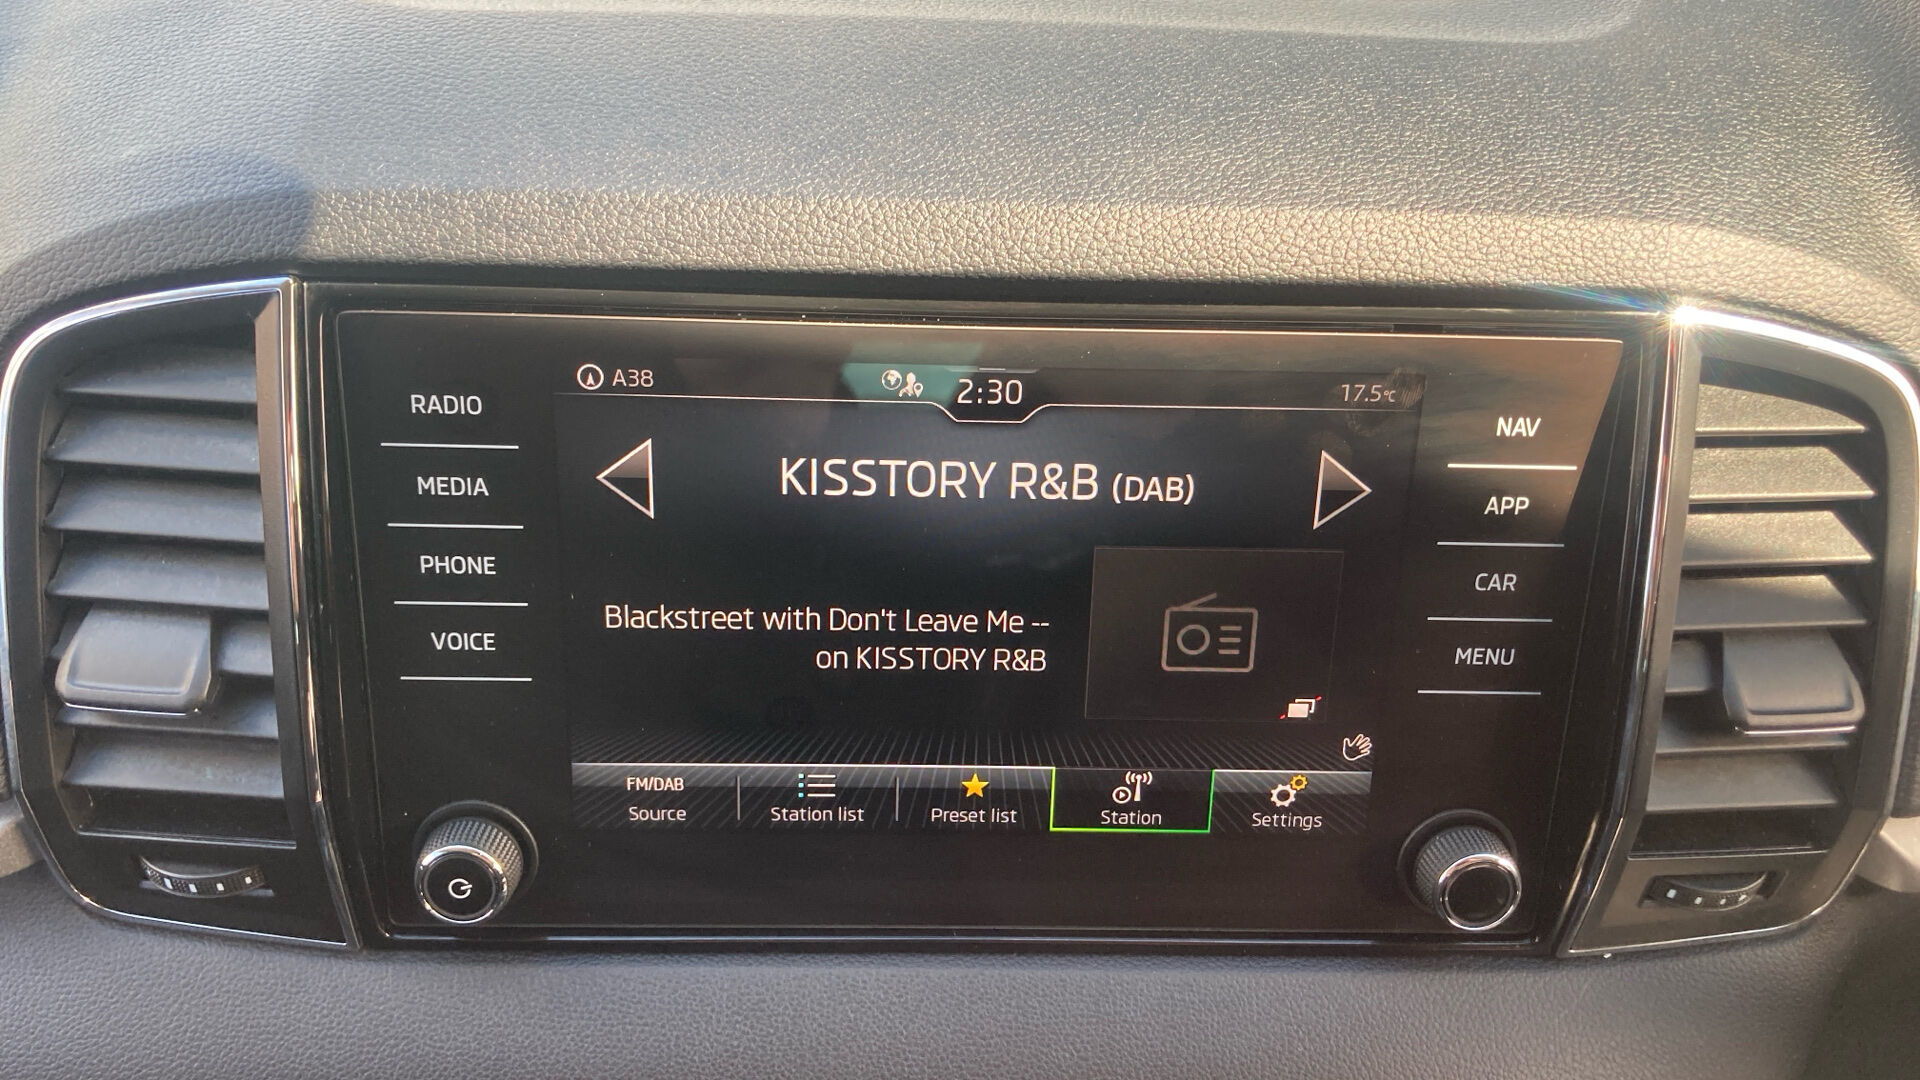 A38
2:30
17.5°C
RADIO
MEDIA
PHONE
VOICE
KISSTORY R&B (DAB)
Blackstreet with Don't Leave Me --
on KISSTORY R&B
FM/DAB
Source
Station list
Preset list
Station
Settings
NAV
APP
CAR
MENU